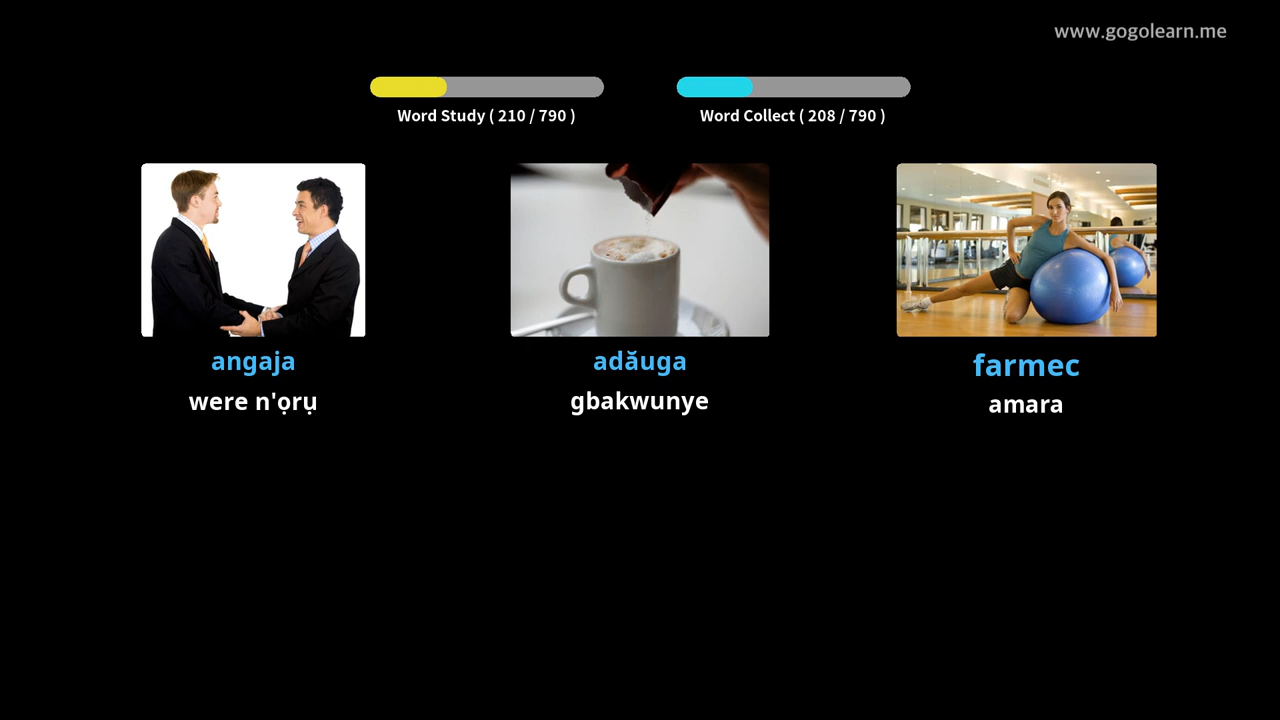 www.gogolearn.me
Word Study ( 210 / 790 )
Word Collect ( 208 / 790 )
angaja
adăuga
farmec
were n'ọrụ
gbakwunye
amara